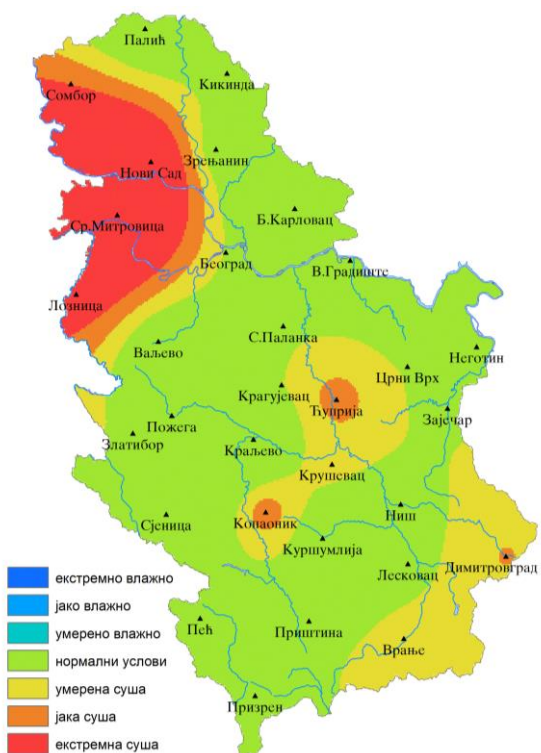 Палић
Кикинда
Сомбор
Зрењанин
Нови Сад
Б.Карловац
Ср.Митровица
Београд
В.Градиште
Лозница
С.Паланка
Ваљево
Неготин
Црни Врх
Крагујевац
Ћуприја
Зајечар
Пожега
Златибор
Краљево
Крушевац
Копаоник
Ниш
Сјеница
Куршумлија
Димитровград
Лесковац
Пећ
Приштина
Врање
Призрен
екстремно влажно
јако влажно
умерено влажно
нормални услови
умерена суша
јака суша
екстремна суша